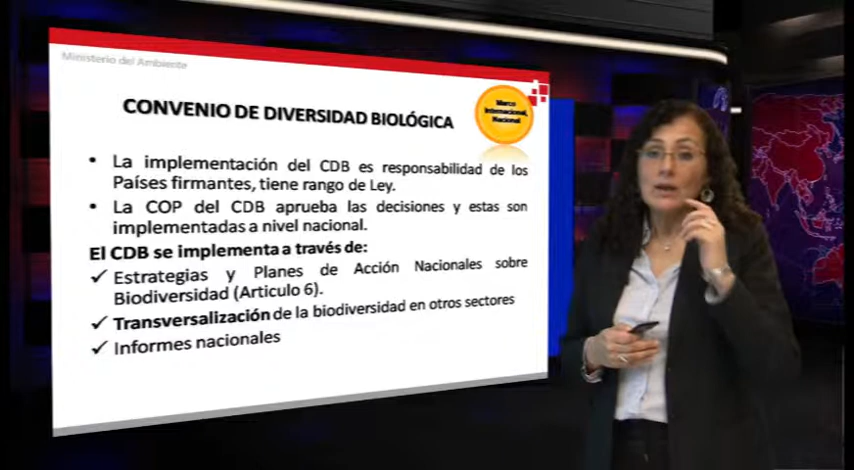 Ministerio del Ambiente
CONVENIO DE DIVERSIDAD BIOLÓGICA
Marco
Internacional,
Nacional
• La implementación del CDB es responsabilidad de los
Países firmantes, tiene rango de Ley.
• La COP del CDB aprueba las decisiones y estas son
implementadas a nivel nacional.
El CDB se implementa a través de:
✓ Estrategias y Planes de Acción Nacionales sobre
Biodiversidad (Articulo 6).
✓ Transversalización de la biodiversidad en otros sectores
✓ Informes nacionales